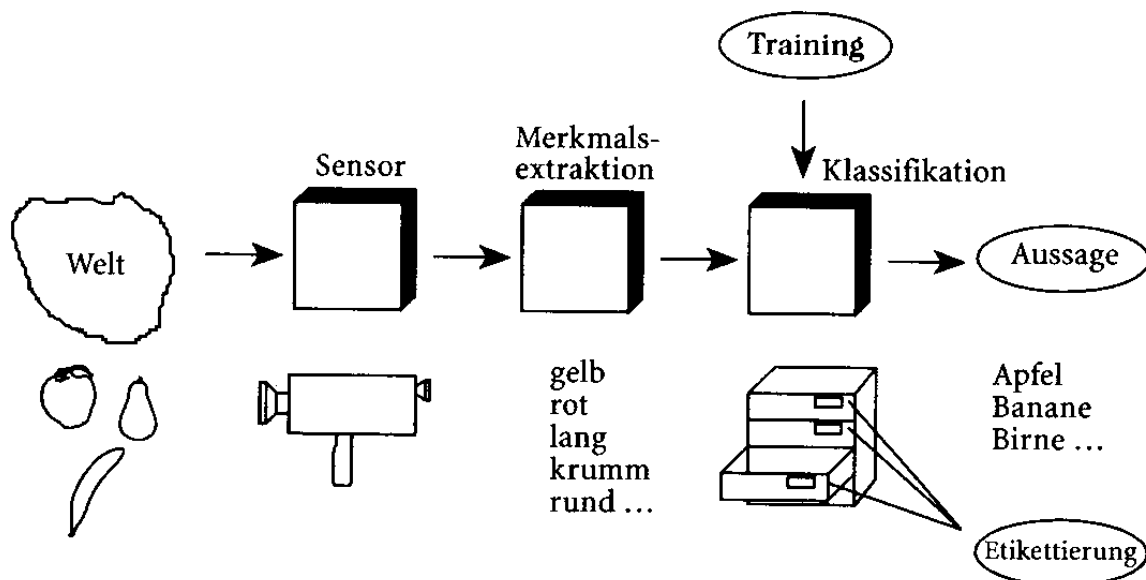 Training
Merkmals-
extraktion
Sensor
Klassifikation
Welt
Aussage
gelb
rot
lang
krumm
rund ...
Apfel
Banane
Birne ...
Etikettierung